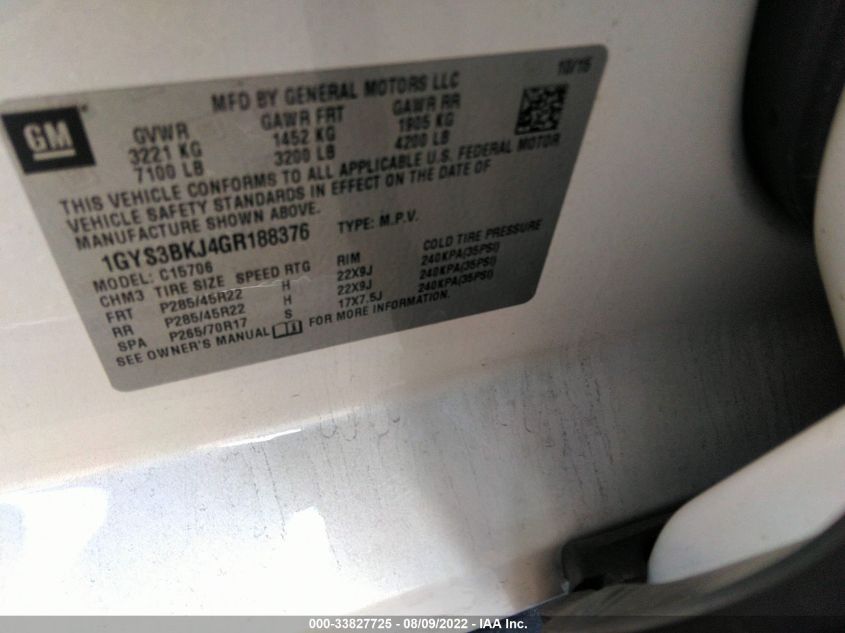 GM
MFD BY GENERAL MOTORS LLC 10/15
GVWR GAWR FRT GAWR RR
3221 KG 1452 KG 1905 KG
7100 LB 3200 LB 4200 LB
THIS VEHICLE CONFORMS TO ALL APPLICABLE U.S. FEDERAL MOTOR
VEHICLE SAFETY STANDARDS IN EFFECT ON THE DATE OF
MANUFACTURE SHOWN ABOVE.
1GYS3BKJ4GR188376 TYPE: M.P.V.
MODEL: C15706
CHM3 TIRE SIZE SPEED RTG RIM COLD TIRE PRESSURE
FRT P285/45R22 H 22X9J 240KPA(35PSI)
RR P285/45R22 H 22X9J 240KPA(35PSI)
SPA P265/70R17 S 17X7.5J 240KPA(35PSI)
SEE OWNER'S MANUAL FOR MORE INFORMATION.
000-33827725 - 08/09/2022 - IAA Inc.